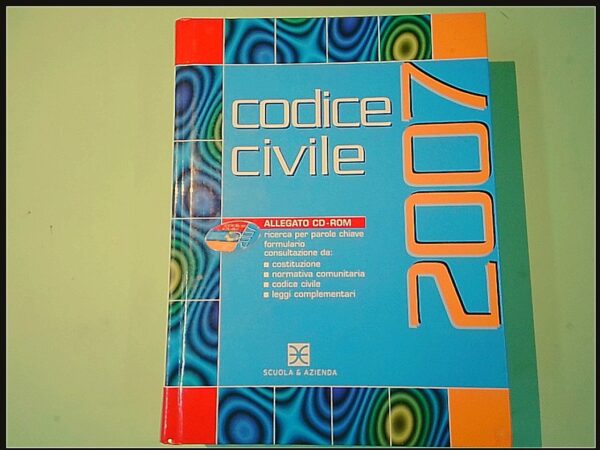 codice
civile
2007
ALLEGATO CD-ROM
ricerca per parole chiave
formulario
consultazione da:
costituzione
normativa comunitaria
codice civile
leggi complementari
SCUOLA & AZIENDA